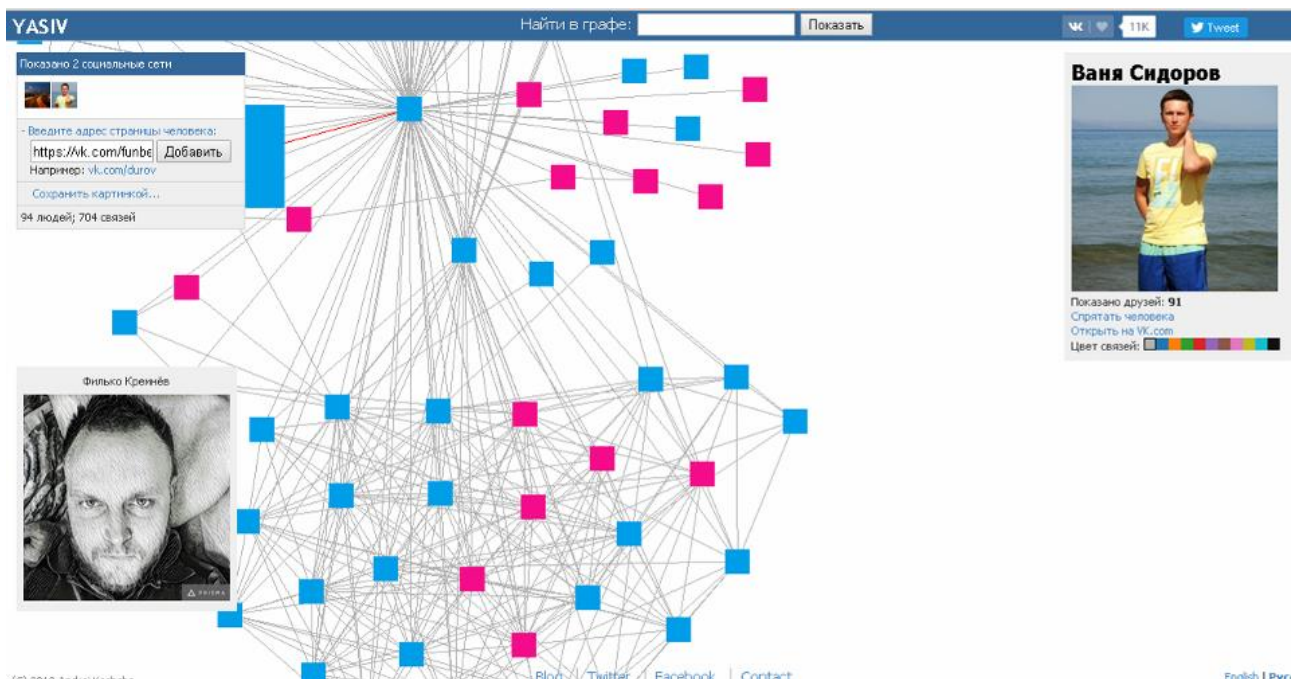 YASIV
Найти в графе:
Показать
11K
Tweet
Показано 2 социальные сети
- Введите адрес страницы человека:
https://vk.com/funbe
Добавить
Например: vk.com/durov
Сохранить картинкой...
94 людей; 704 связей
Ваня Сидоров
Показано друзей: 91
Спрятать человека
Открыть на VK.com
Цвет связей:
Филько Кремнёв
PRISMA
Blog | Twitter | Facebook | Contact
English | Рус